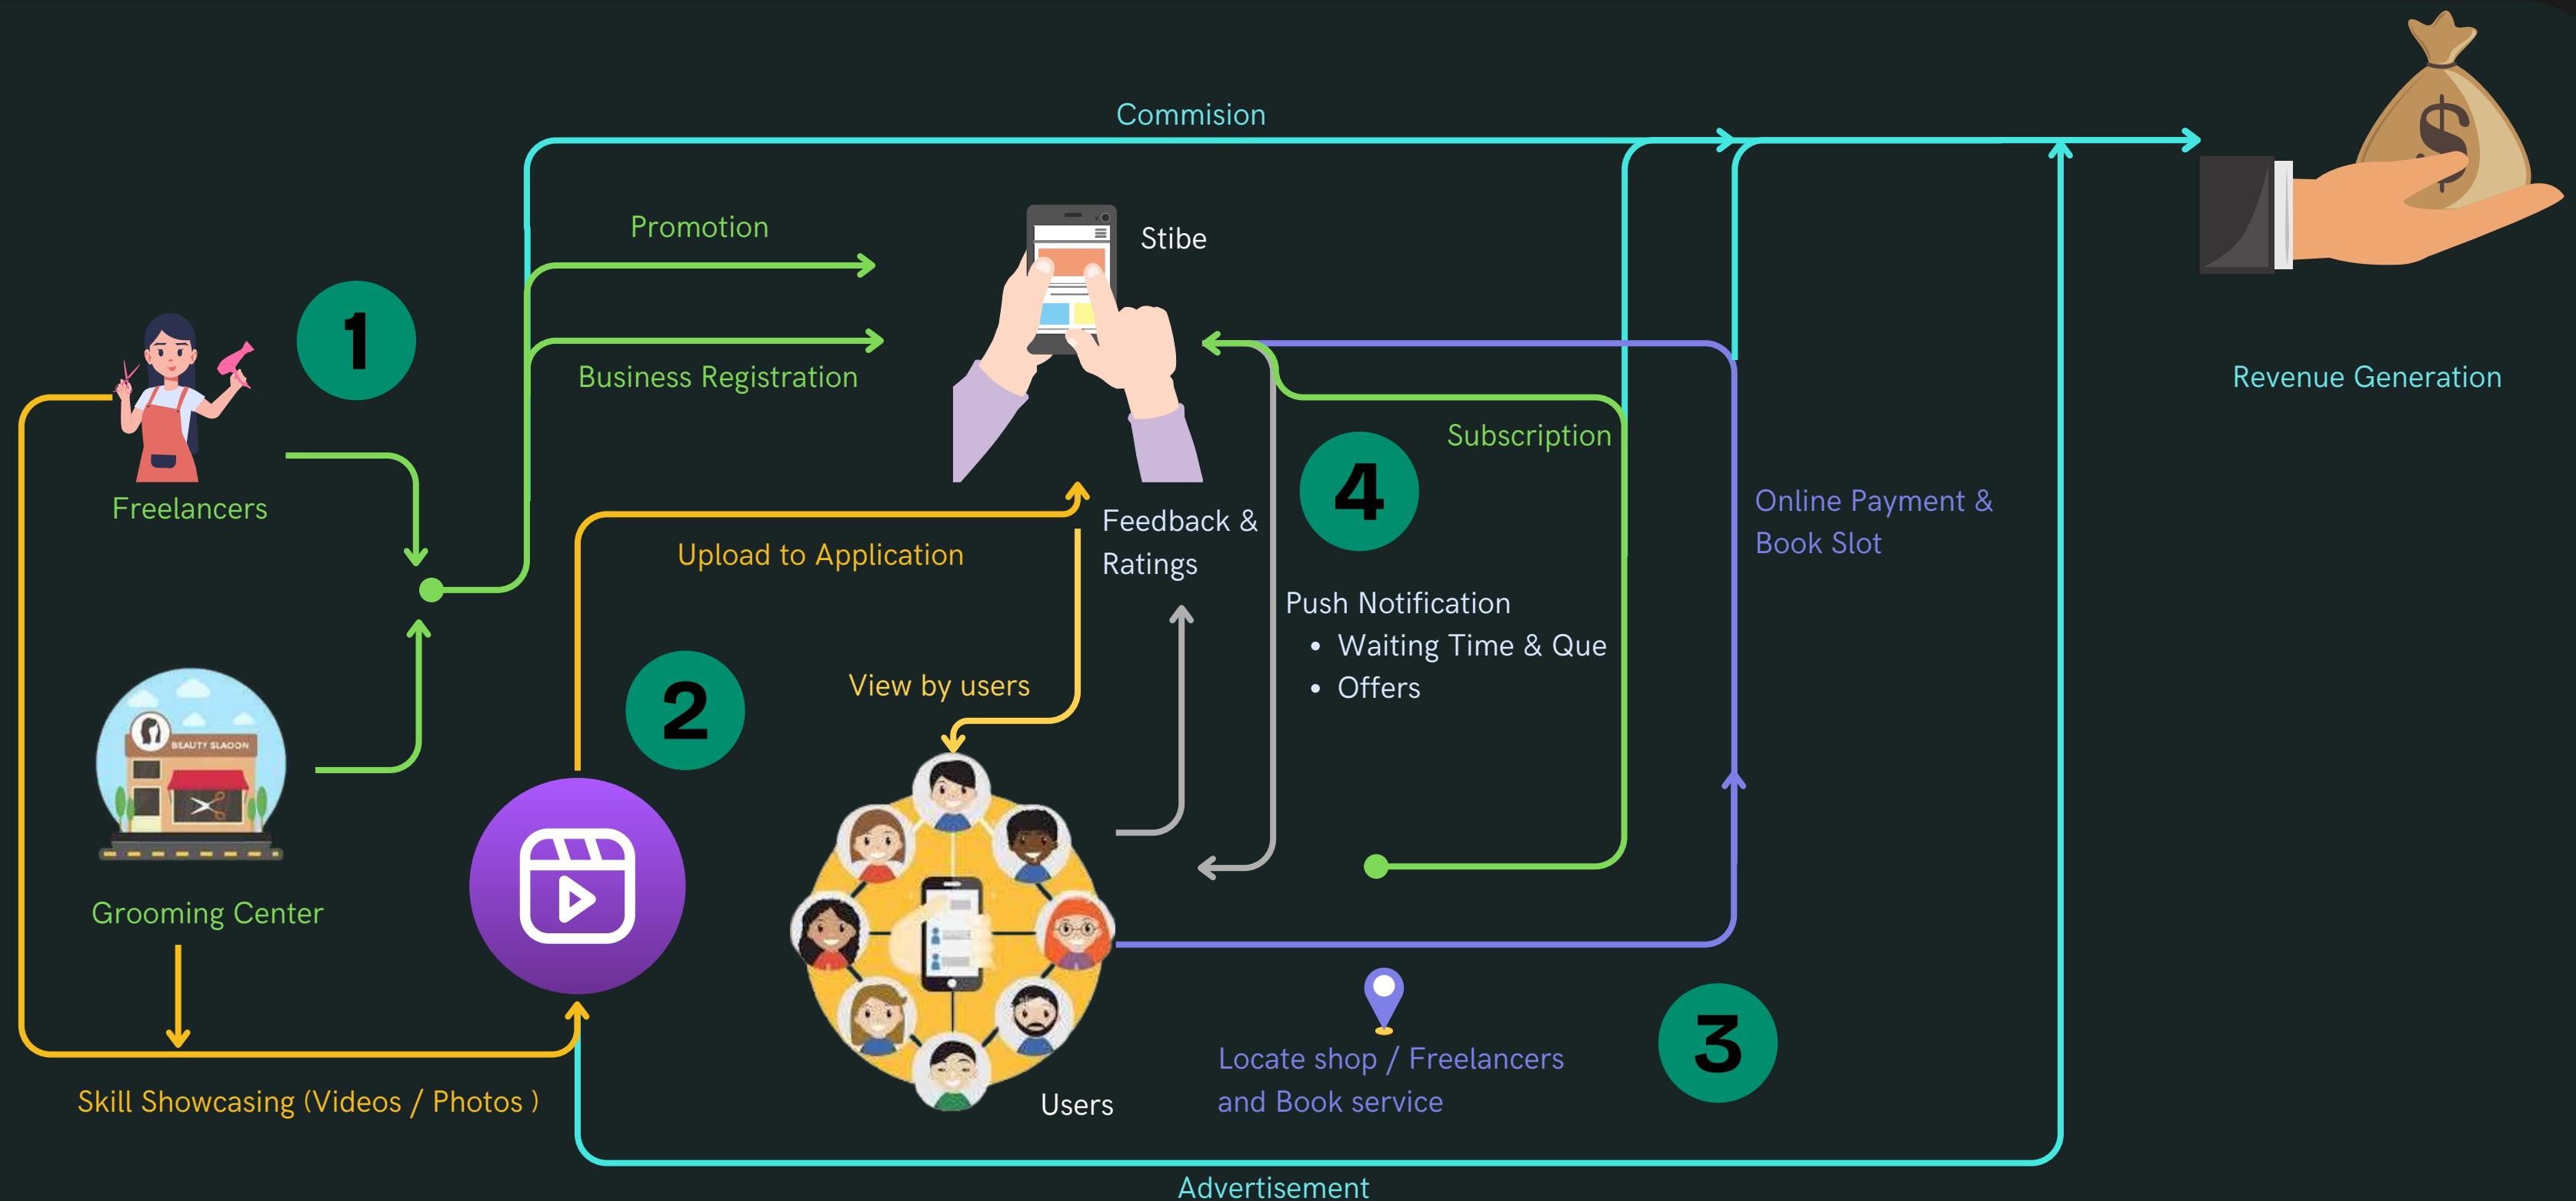 Commision
Promotion
Stibe
1
Business Registration
Revenue Generation
$
Subscription
4
Freelancers
Online Payment &
Book Slot
Feedback &
Ratings
Upload to Application
Push Notification
• Waiting Time & Que
• Offers
2
View by users
BEAUTY SLAOON
Grooming Center
3
Locate shop / Freelancers
and Book service
Skill Showcasing (Videos / Photos )
Users
Advertisement